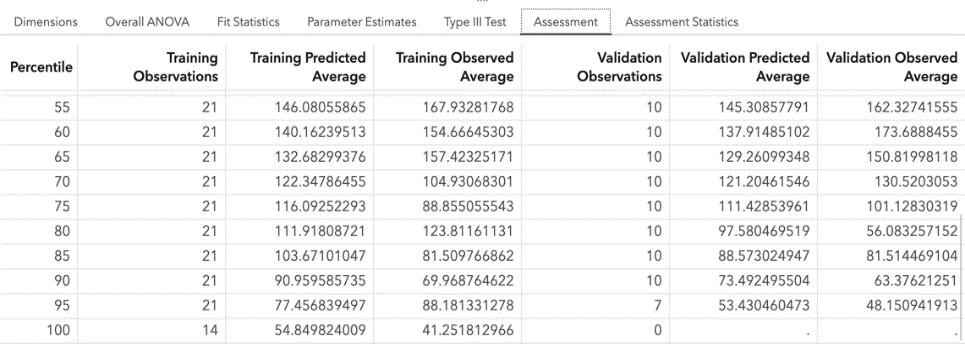 Dimensions Overall ANOVA Fit Statistics Parameter Estimates Type III Test Assessment Assessment Statistics
Percentile Training Observations Training Predicted Average Training Observed Average Validation Observations Validation Predicted Average Validation Observed Average
55 21 146.08055865 167.93281768 10 145.30857791 162.32741555
60 21 140.16239513 154.66645303 10 137.91485102 173.6888455
65 21 132.68299376 157.42325171 10 129.26099348 150.81998118
70 21 122.34786455 104.93068301 10 121.20461546 130.5203053
75 21 116.09252293 88.855055543 10 111.42853961 101.12830319
80 21 111.91808721 123.81161131 10 97.580469519 56.083257152
85 21 103.67101047 81.509766862 10 88.573024947 81.514469104
90 21 90.959585735 69.968764622 10 73.492495504 63.37621251
95 21 77.456839497 88.181331278 7 53.430460473 48.150941913
100 14 54.849824009 41.251812966 0 . .